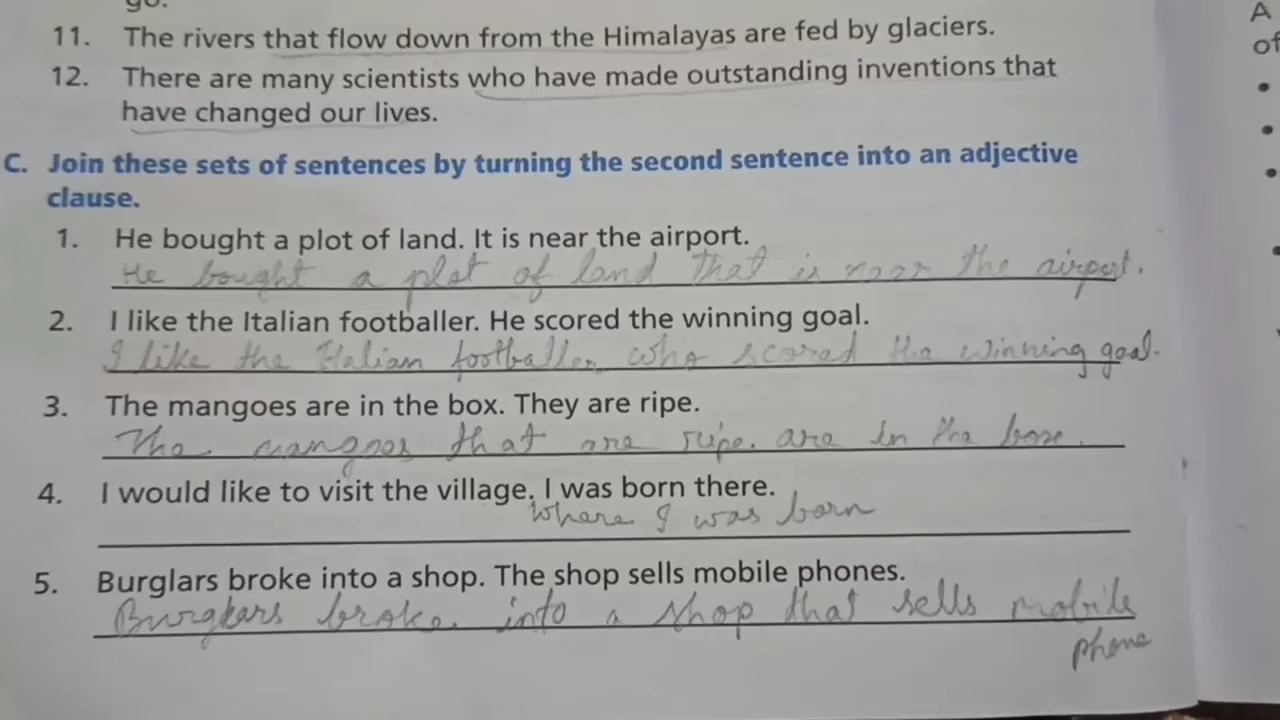 go.
11. The rivers that flow down from the Himalayas are fed by glaciers.
12. There are many scientists who have made outstanding inventions that
have changed our lives.
C. Join these sets of sentences by turning the second sentence into an adjective
clause.
1. He bought a plot of land. It is near the airport.
He bought a plot of land that is near the airport.
2. I like the Italian footballer. He scored the winning goal.
I like the Italian footballer who scored the winning goal.
3. The mangoes are in the box. They are ripe.
The mangoes that are ripe are in the box.
4. I would like to visit the village. I was born there.
where I was born
5. Burglars broke into a shop. The shop sells mobile phones.
Burglars broke into a shop that sells mobile
phone
A
of